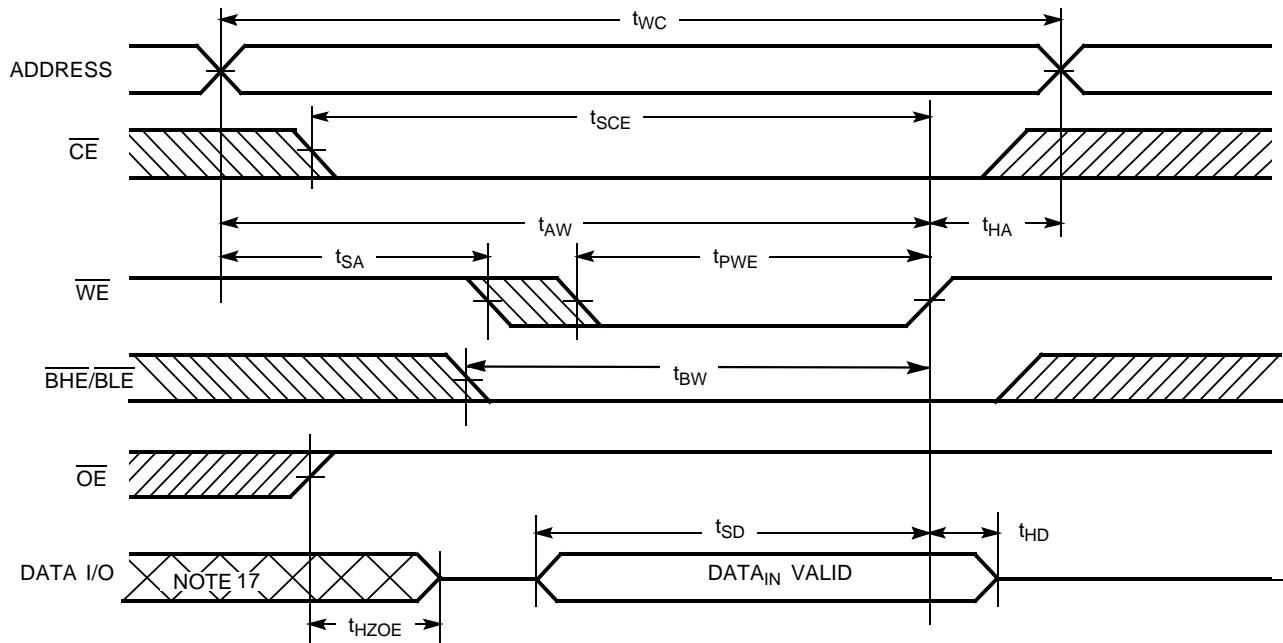 tWC
ADDRESS
tSCE
CE
tAW
tHA
tSA
tPWE
WE
BHE/BLE
tBW
OE
tSD
tHD
DATA I/O
NOTE 17
DATAIN VALID
tHZOE